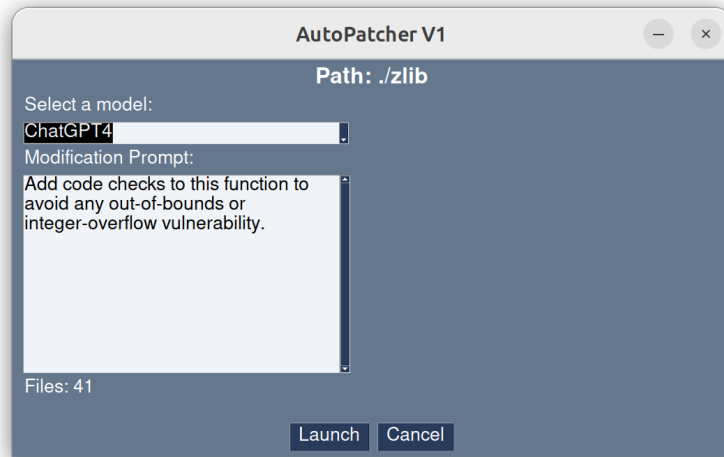 AutoPatcher V1
Path: ./zlib
Select a model:
ChatGPT4
Modification Prompt:
Add code checks to this function to
avoid any out-of-bounds or
integer-overflow vulnerability.
Files: 41
Launch Cancel